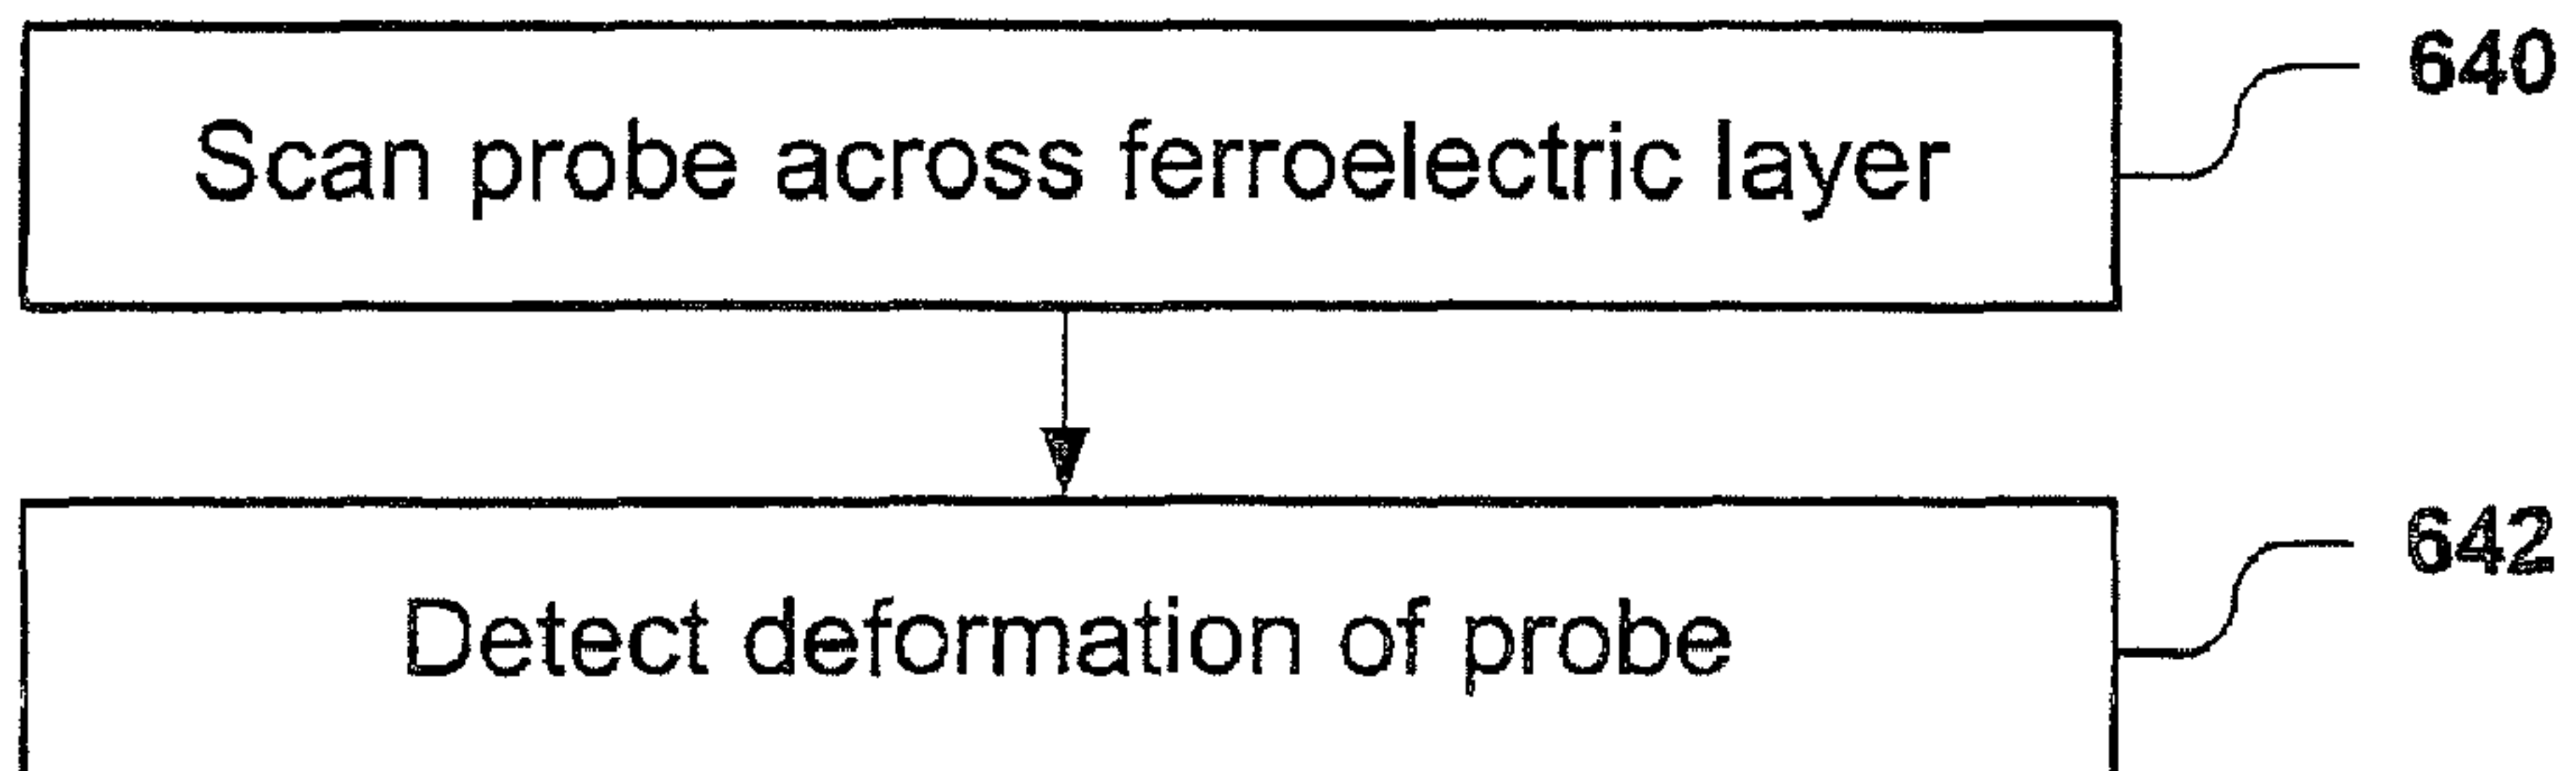 Scan probe across ferroelectric layer
640
Detect deformation of probe
642